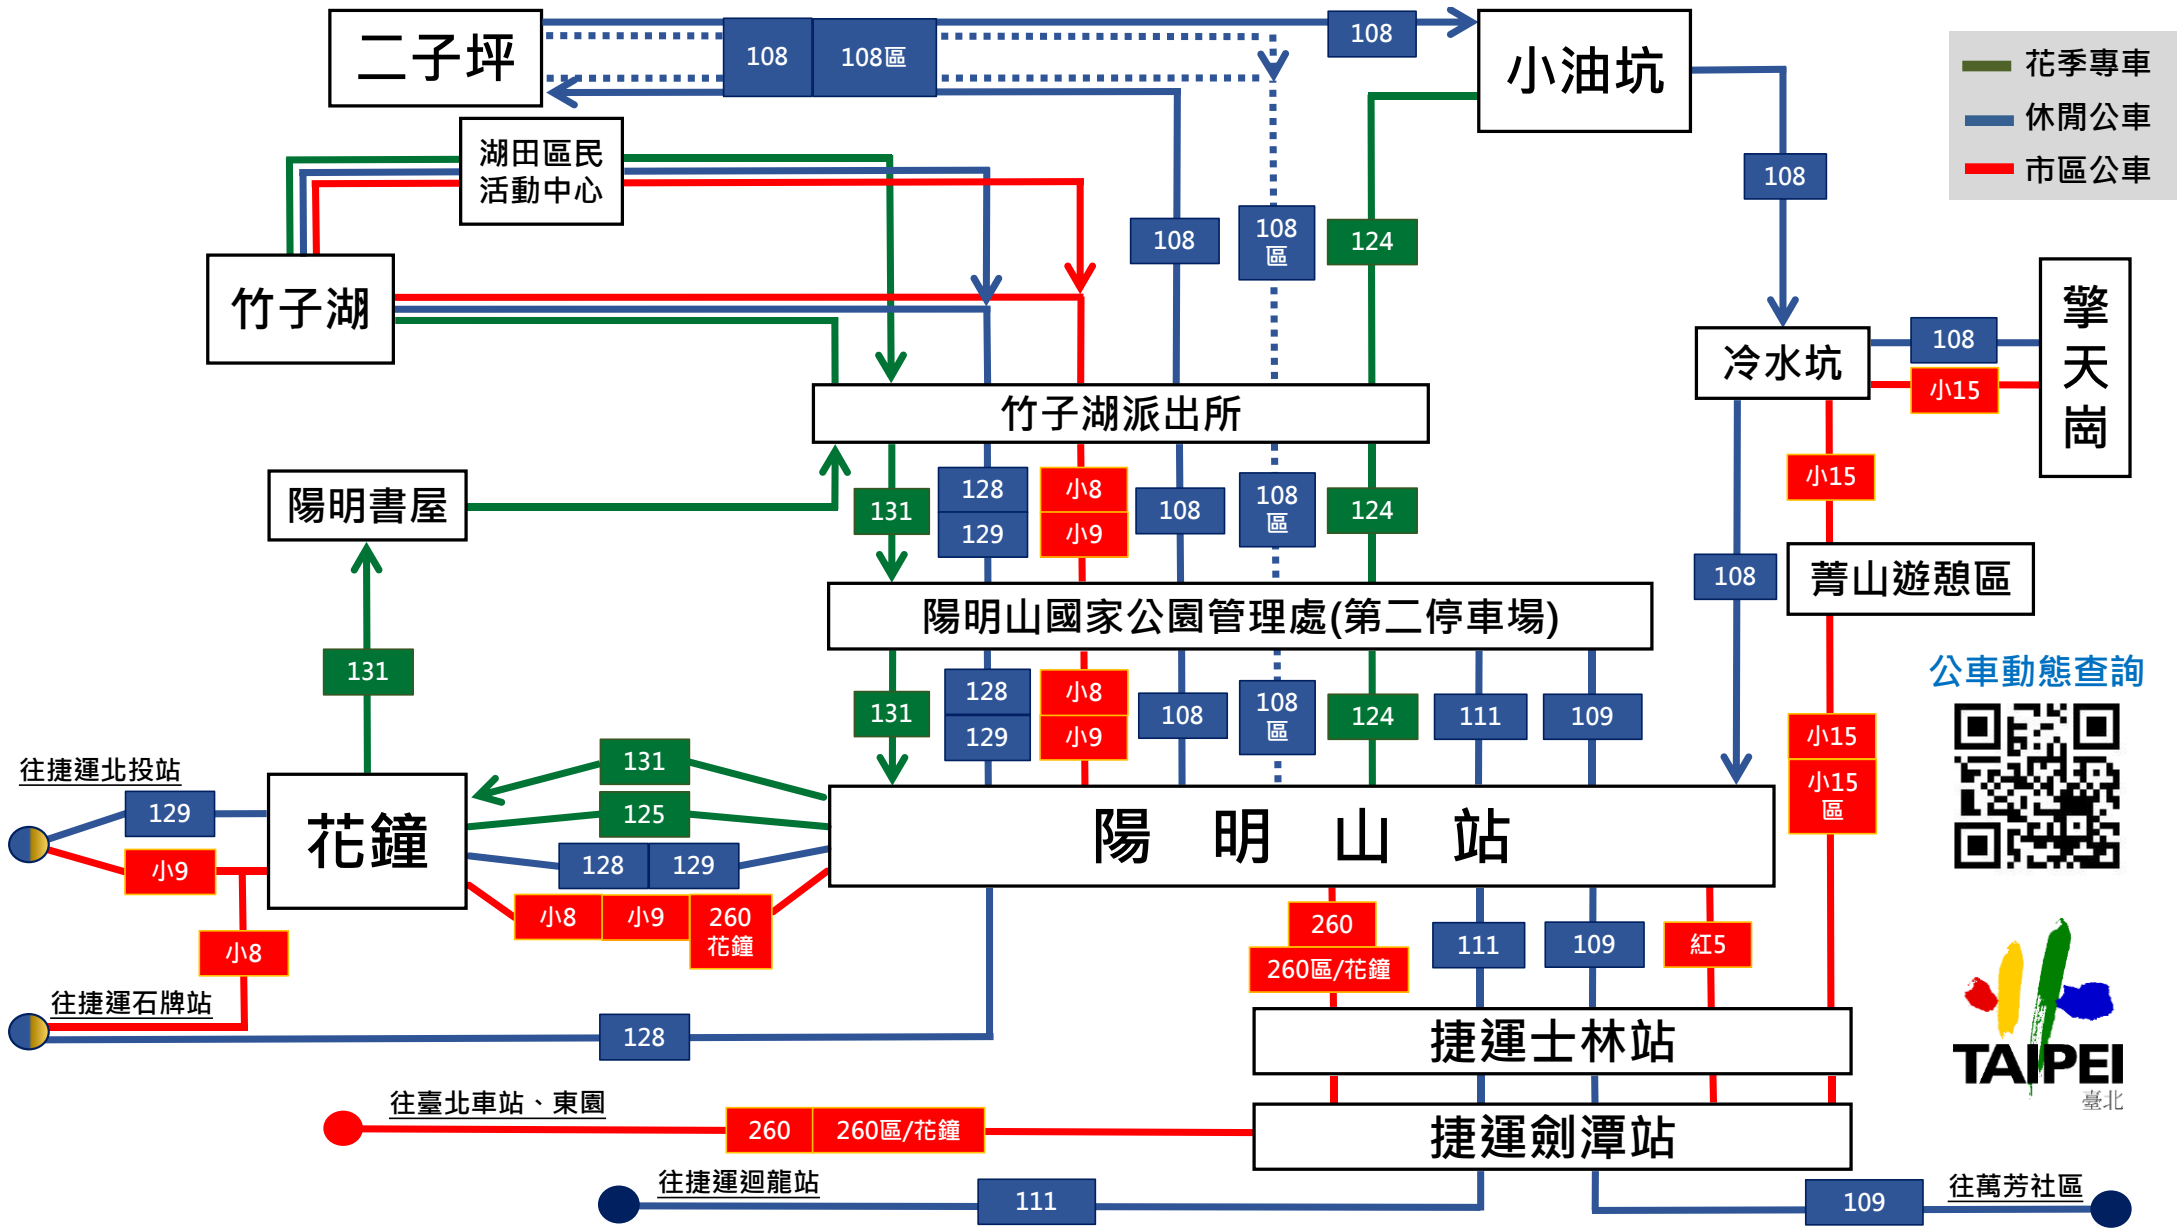 二子坪
108
108區
108
小油坑
花季專車
休閒公車
市區公車
湖田區民
活動中心
108
108
108
區
124
竹子湖
擎
天
崗
108
冷水坑
小15
竹子湖派出所
小15
陽明書屋
131
128
129
小8
小9
108
108
區
124
108
菁山遊憩區
陽明山國家公園管理處(第二停車場)
公車動態查詢
131
131
128
129
小8
小9
108
108
區
124
111
109
小15
小15
區
往捷運北投站
129
小9
花鐘
131
125
128
129
小8
小9
260
花鐘
陽明山站
小8
260
260區/花鐘
111
109
紅5
往捷運石牌站
128
捷運士林站
TAIPEI
臺北
往臺北車站、東園
260
260區/花鐘
捷運劍潭站
往捷運迴龍站
111
109
往萬芳社區